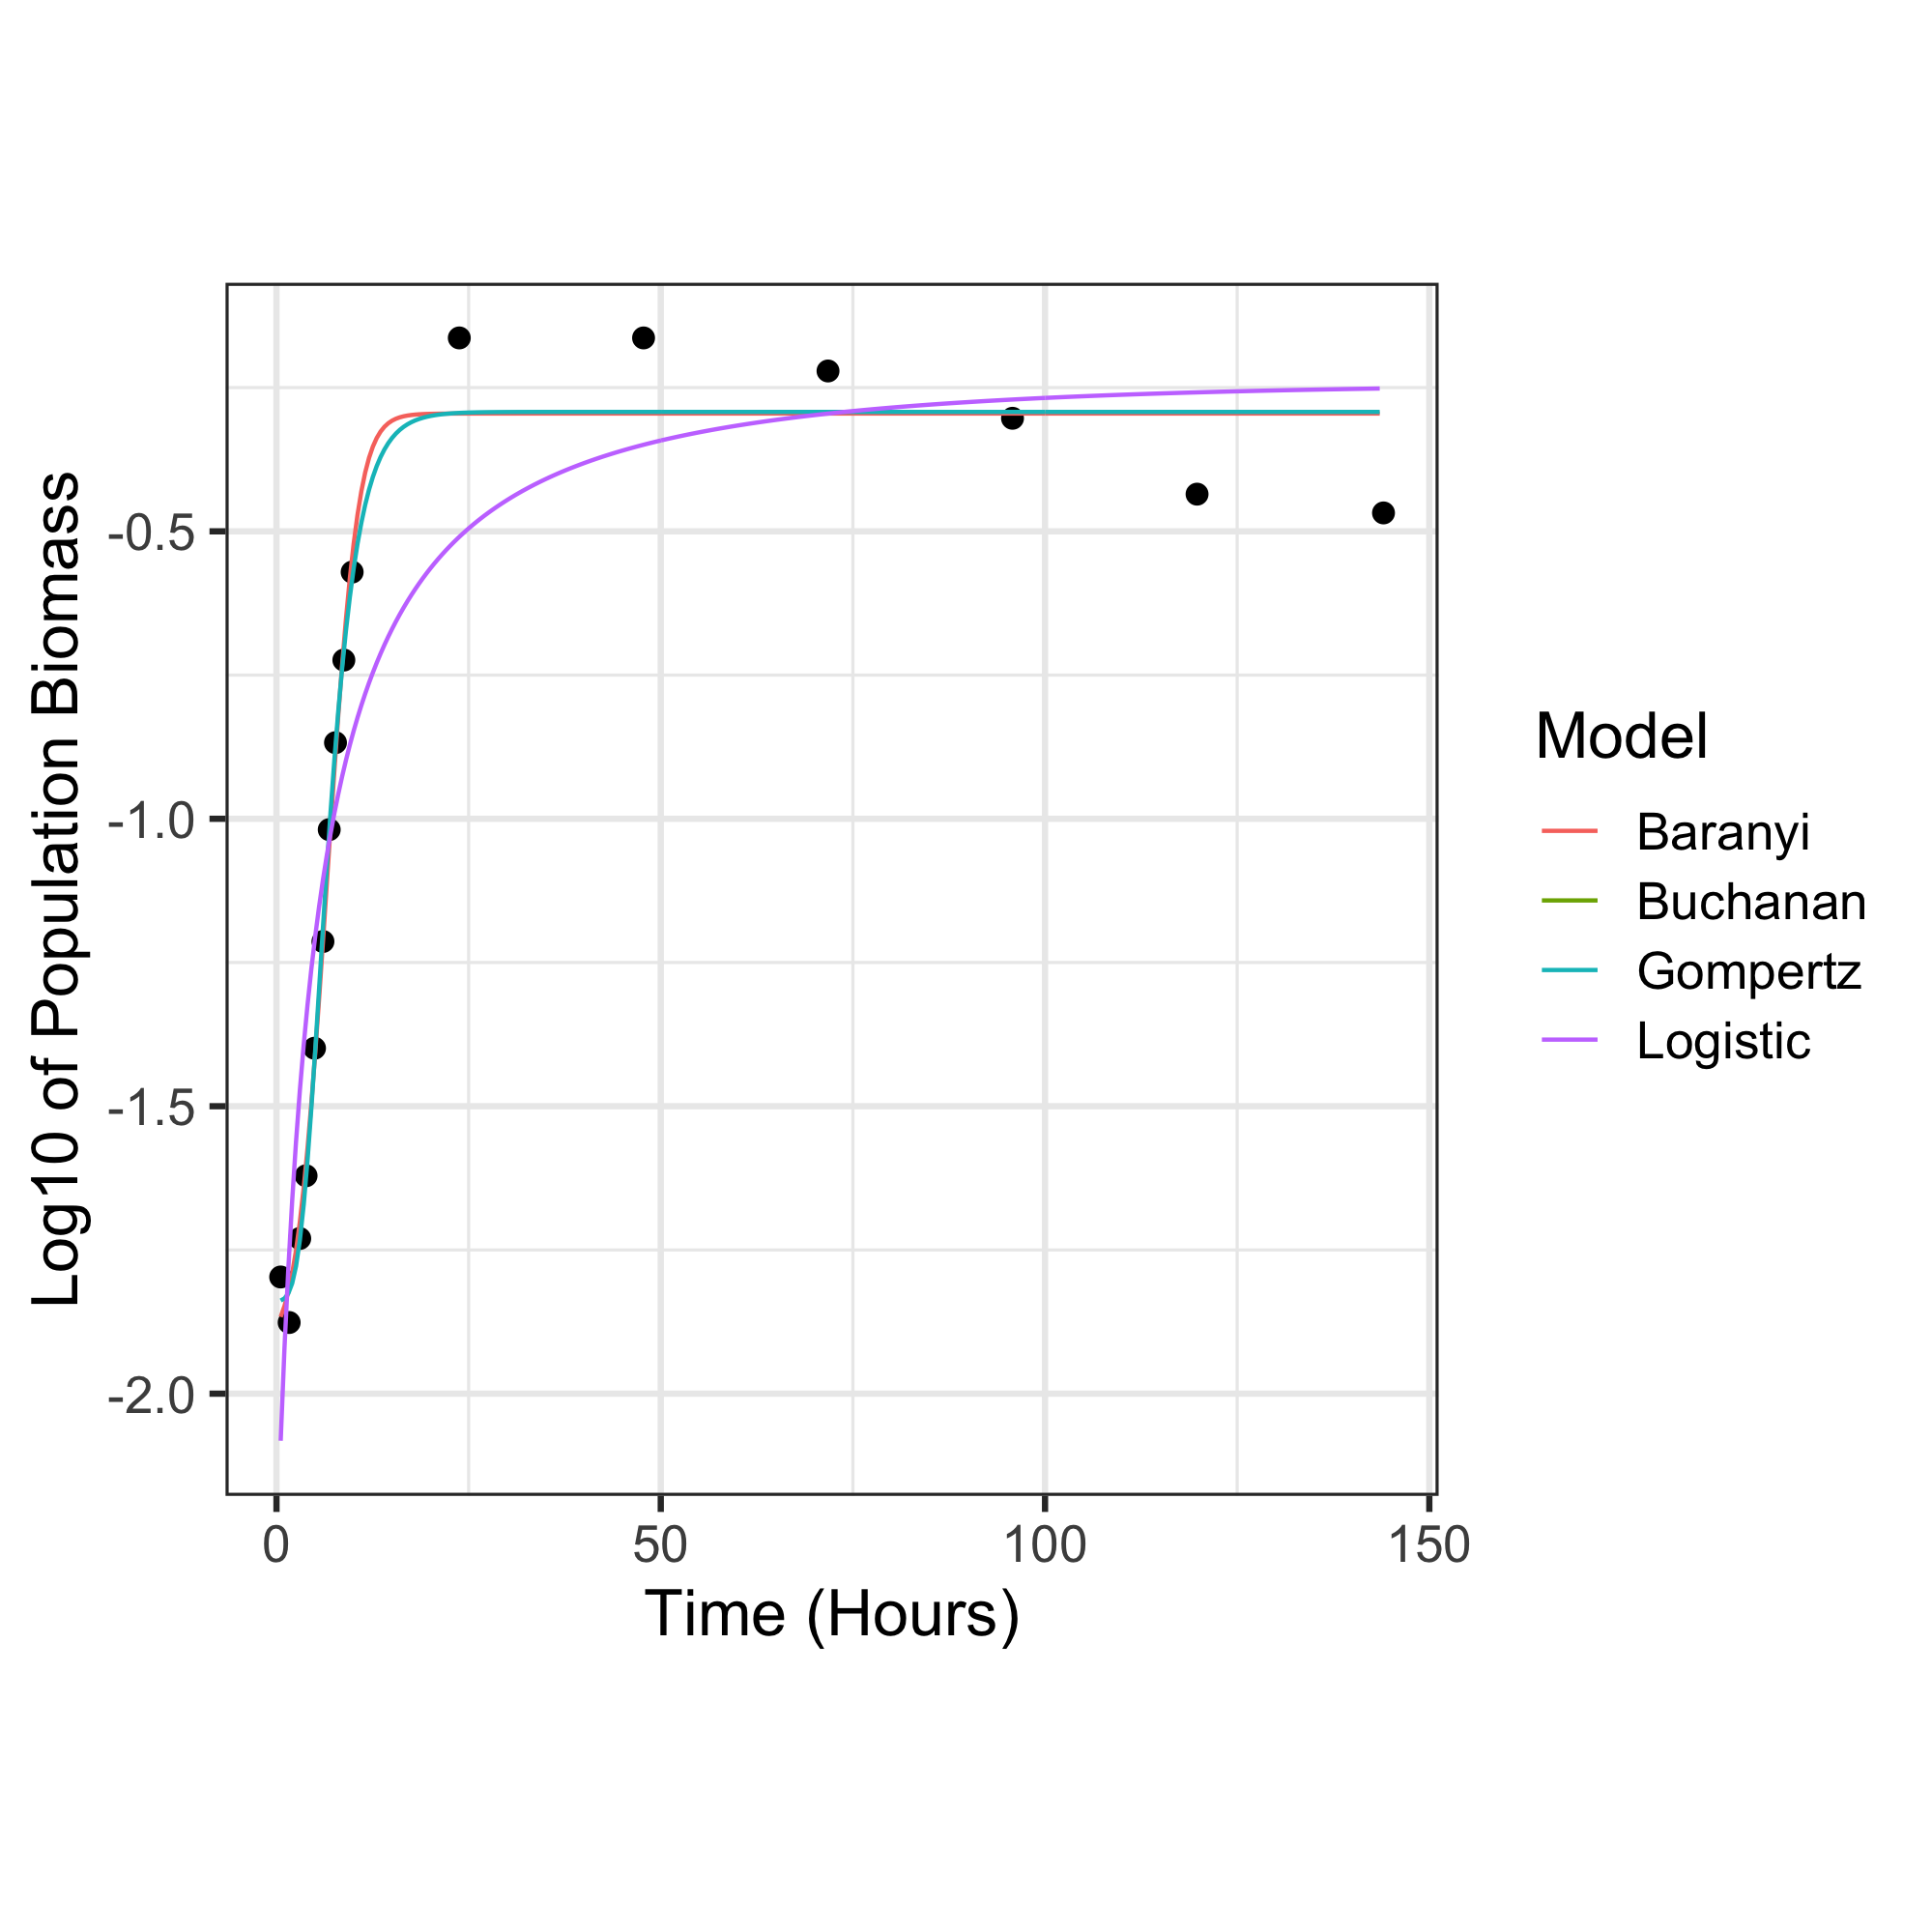 Log10 of Population Biomass
-0.5
-1.0
-1.5
-2.0
0 50 100 150
Time (Hours)
Model
Baranyi
Buchanan
Gompertz
Logistic